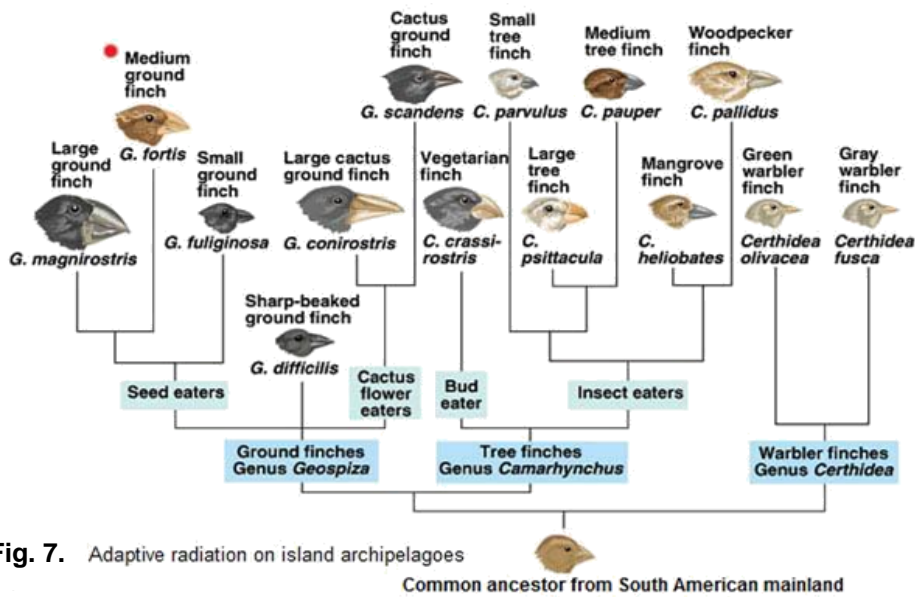 Cactus
ground
finch
G. scandens
Small
tree
finch
C. parvulus
Medium
tree finch
C. pauper
Woodpecker
finch
C. pallidus
Medium
ground
finch
G. fortis
Large
ground
finch
G. magnirostris
Small
ground
finch
G. fuliginosa
Large cactus
ground finch
G. conirostris
Vegetarian
finch
C. crassi-
rostris
Large
tree
finch
C.
psittacula
Mangrove
finch
C.
heliobates
Green
warbler
finch
Certhidea
olivacea
Gray
warbler
finch
Certhidea
fusca
Sharp-beaked
ground finch
G. difficilis
Seed eaters
Cactus
flower
eaters
Bud
eater
Insect eaters
Ground finches
Genus Geospiza
Tree finches
Genus Camarhynchus
Warbler finches
Genus Certhidea
Fig. 7. Adaptive radiation on island archipelagoes
Common ancestor from South American mainland